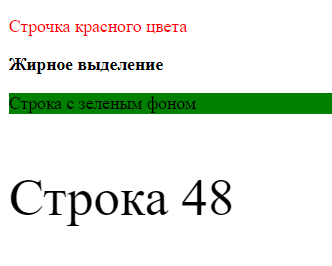 Строчка красного цвета
Жирное выделение
Строка с зеленым фоном
Строка 48